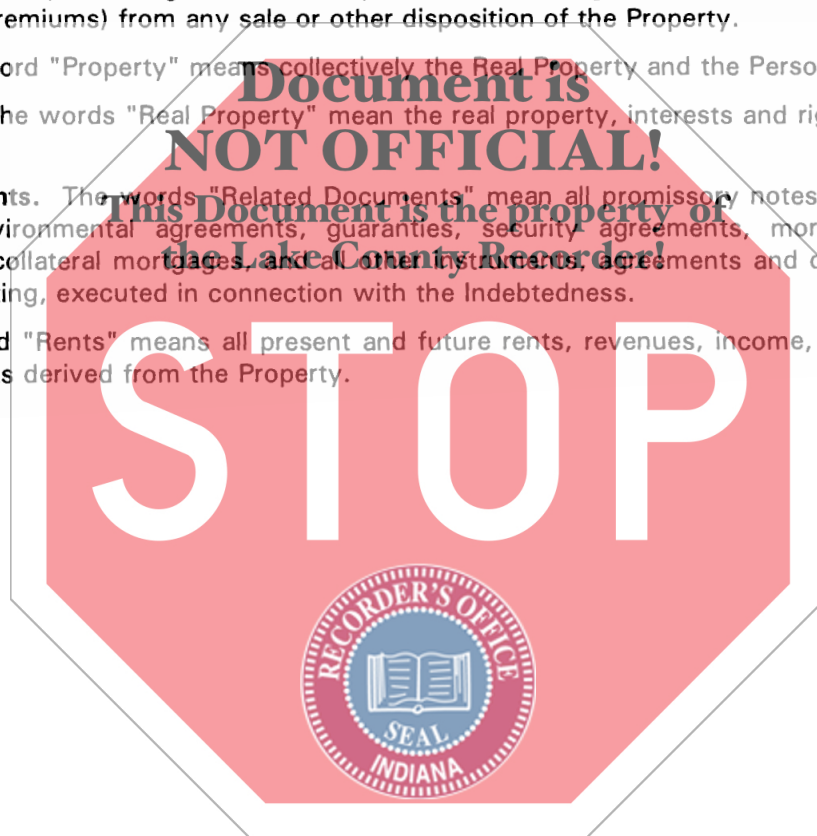 remiums) from any sale or other disposition of the Property.
ord "Property" means collectively the Real Property and the Perso
Document is
he words "Real Property" mean the real property, interests and rig
NOT OFFICIAL!
nts. The words "Related Documents" mean all promissory notes
This Document is the property of
vironmental agreements, guaranties, security agreements, mor
the Lake County Recorder!
collateral mortgages, and all other instruments, agreements and
ing, executed in connection with the Indebtedness.
d "Rents" means all present and future rents, revenues, income,
s derived from the Property.
STOP
RECORDER'S OFFICE
SEAL
INDIANA